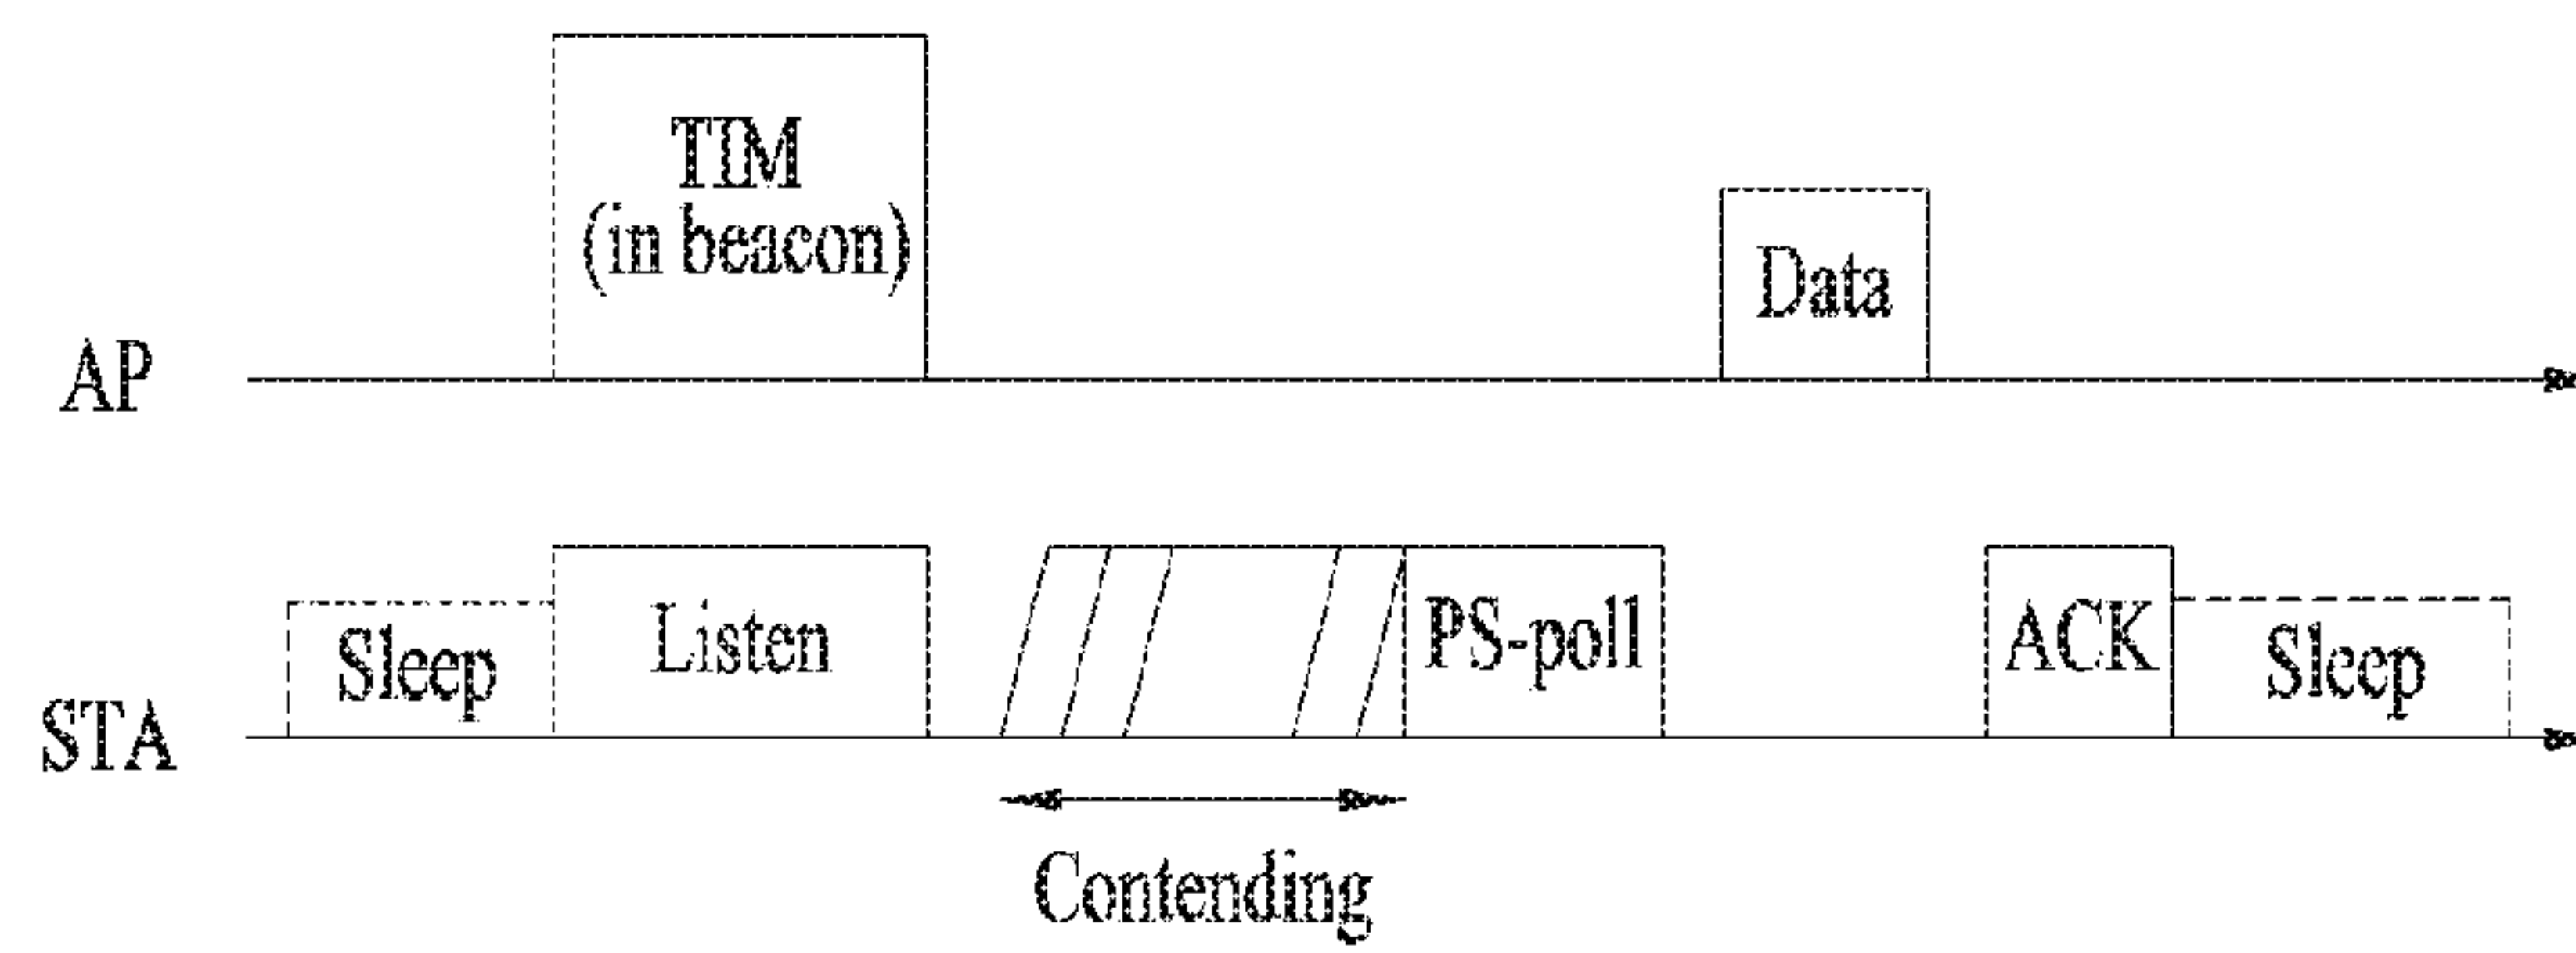 TIM
(in beacon)
Data
AP
Sleep
Listen
PS-poll
ACK
Sleep
STA
Contending